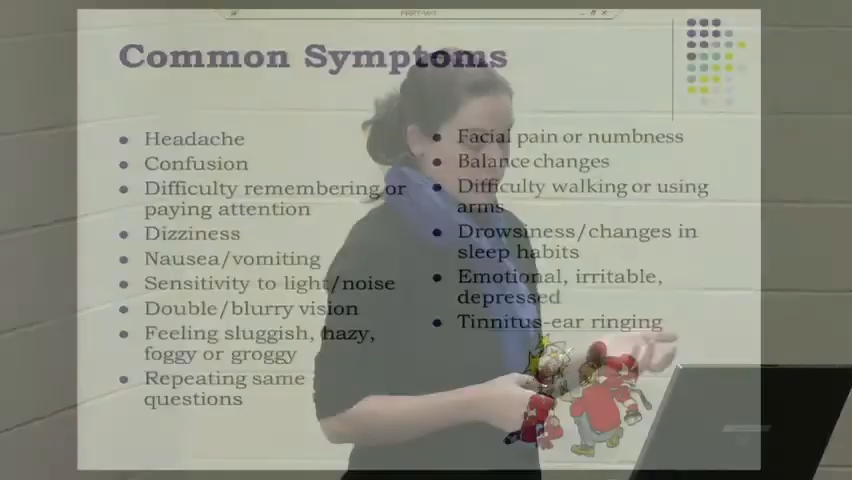 Common Symptoms
Headache
Confusion
Difficulty remembering or
paying attention
Dizziness
Nausea/vomiting
Sensitivity to light/noise
Double/blurry vision
Feeling sluggish, hazy,
foggy or groggy
Repeating same
questions
Facial pain or numbness
Balance changes
Difficulty walking or using
arms
Drowsiness/changes in
sleep habits
Emotional, irritable,
depressed
Tinnitus-ear ringing